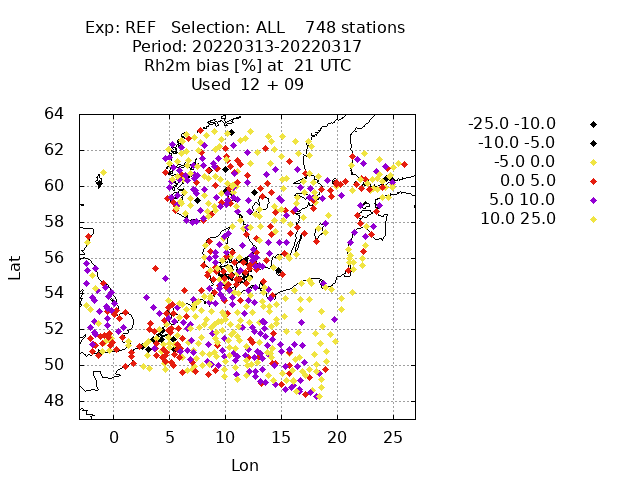 Exp: REF   Selection: ALL    748 stations
Period: 20220313-20220317
Rh2m bias [%] at  21 UTC
Used  12 + 09
64
62
60
58
56
54
52
50
48
Lat
0 5 10 15 20 25
Lon
-25.0 -10.0
-10.0 -5.0
-5.0 0.0
0.0 5.0
5.0 10.0
10.0 25.0